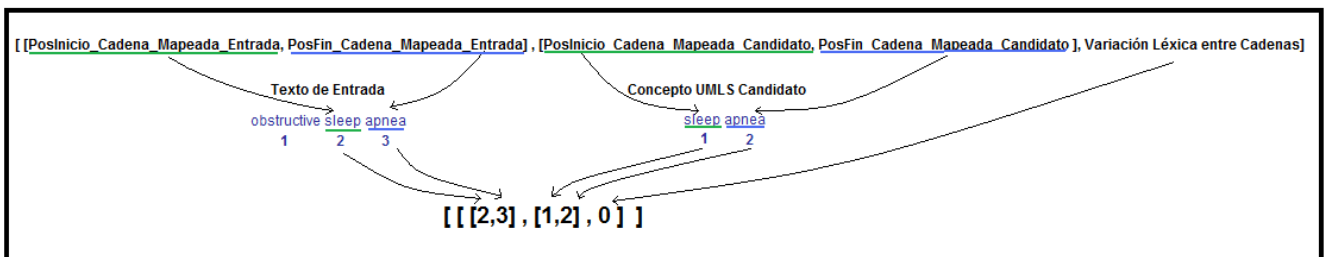 [ [PosInicio_Cadena_Mapeada_Entrada, PosFin_Cadena_Mapeada_Entrada] , [PosInicio_Cadena_Mapeada_Candidato, PosFin_Cadena_Mapeada_Candidato ], Variación Léxica entre Cadenas]
Texto de Entrada Concepto UMLS Candidato
obstructive sleep apnea sleep apnea
1 2 3 1 2
[ [ [2,3] , [1,2] , 0 ] ]